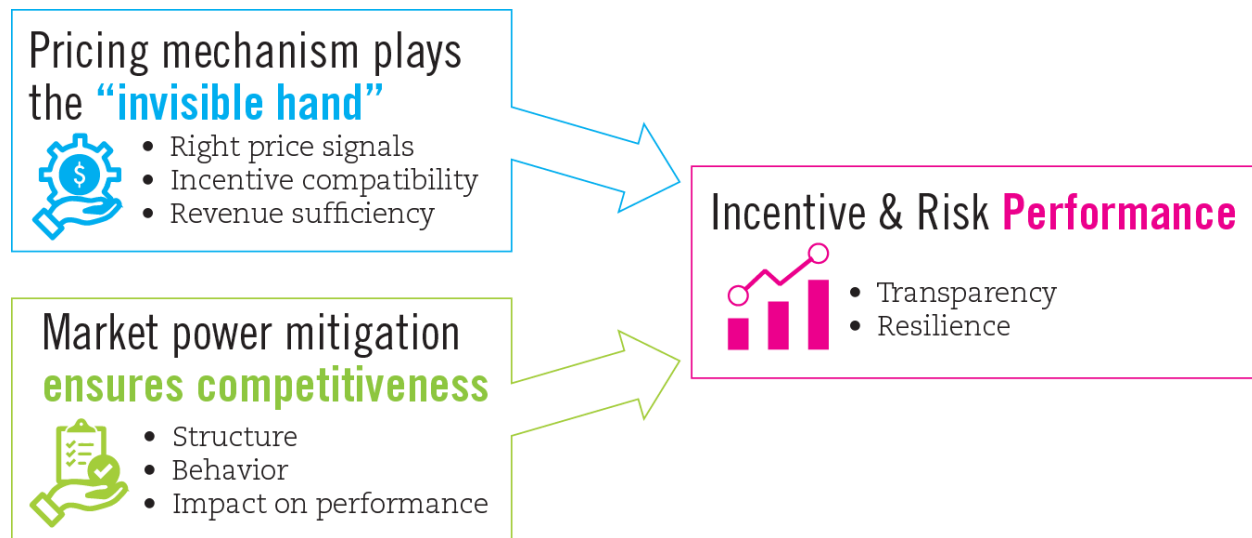 Pricing mechanism plays
the “invisible hand”
$
• Right price signals
• Incentive compatibility
• Revenue sufficiency
Market power mitigation
ensures competitiveness
• Structure
• Behavior
• Impact on performance
Incentive & Risk Performance
• Transparency
• Resilience